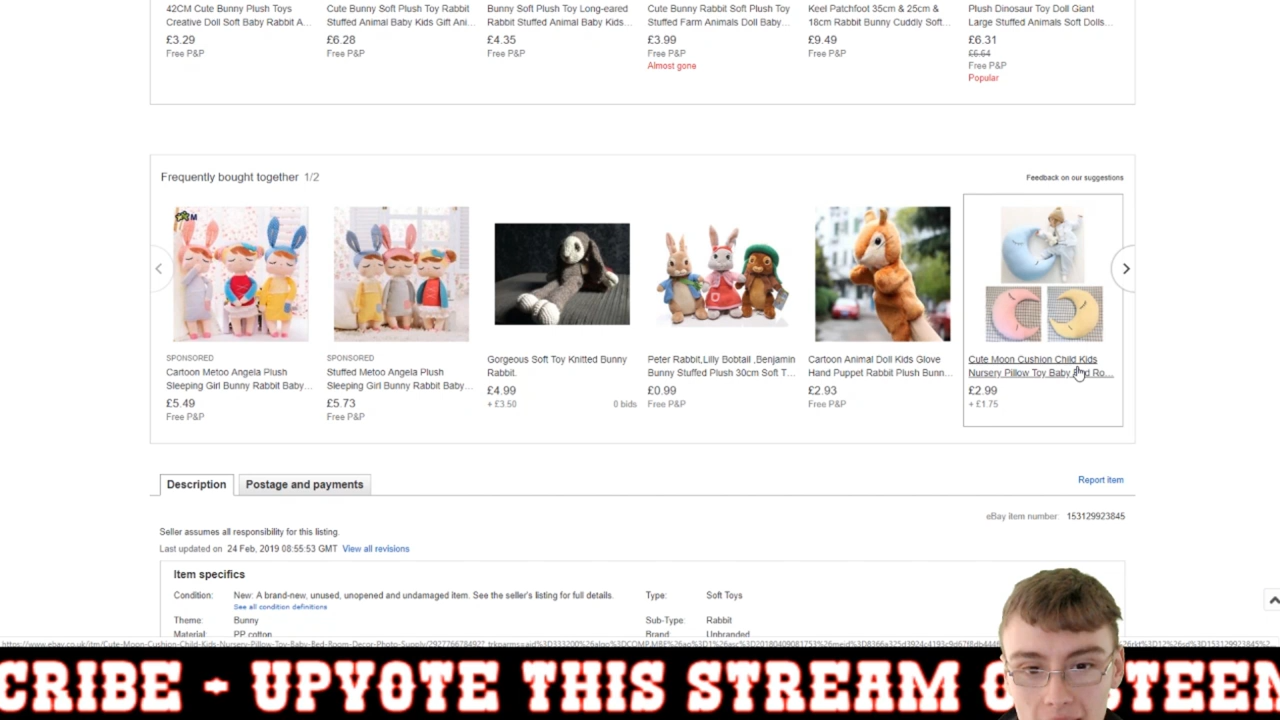 42CM Cute Bunny Plush Toys
Creative Doll Soft Baby Rabbit A...
£3.29
Free P&P
Cute Bunny Soft Plush Toy Rabbit
Stuffed Animal Baby Kids Gift Ani...
£6.28
Free P&P
Bunny Soft Plush Toy Long-eared
Rabbit Stuffed Animal Baby Kids...
£4.35
Free P&P
Cute Bunny Rabbit Soft Plush Toy
Stuffed Farm Animals Doll Baby...
£3.99
Free P&P
Almost gone
Keel Patchfoot 35cm & 25cm &
18cm Rabbit Bunny Cuddly Soft...
£9.49
Free P&P
Plush Dinosaur Toy Doll Giant
Large Stuffed Animals Soft Dolls...
£6.31
£6.64
Free P&P
Popular
Frequently bought together 1/2
Feedback on our suggestions
SPONSORED
Cartoon Metoo Angela Plush
Sleeping Girl Bunny Rabbit Baby...
£5.49
Free P&P
SPONSORED
Stuffed Metoo Angela Plush
Sleeping Girl Bunny Rabbit Baby...
£5.73
Free P&P
Gorgeous Soft Toy Knitted Bunny
Rabbit.
£4.99
+ £3.50 0 bids
Peter Rabbit,Lilly Bobtail ,Benjamin
Bunny Stuffed Plush 30cm Soft T...
£0.99
Free P&P
Cartoon Animal Doll Kids Glove
Hand Puppet Rabbit Plush Bunn...
£2.93
Free P&P
Cute Moon Cushion Child Kids
Nursery Pillow Toy Baby Ro...
£2.99
+ £1.75
Description
Postage and payments
Report item
eBay item number: 153129923845
Seller assumes all responsibility for this listing.
Last updated on 24 Feb, 2019 08:55:53 GMT View all revisions
Item specifics
Condition: New: A brand-new, unused, unopened and undamaged item. See the seller's listing for full details.
See all condition definitions
Type: Soft Toys
Theme: Bunny
Sub-Type: Rabbit
Material: PP cotton
Brand Unbranded
CRIBE - UPVOTE THIS STREAM STEEM